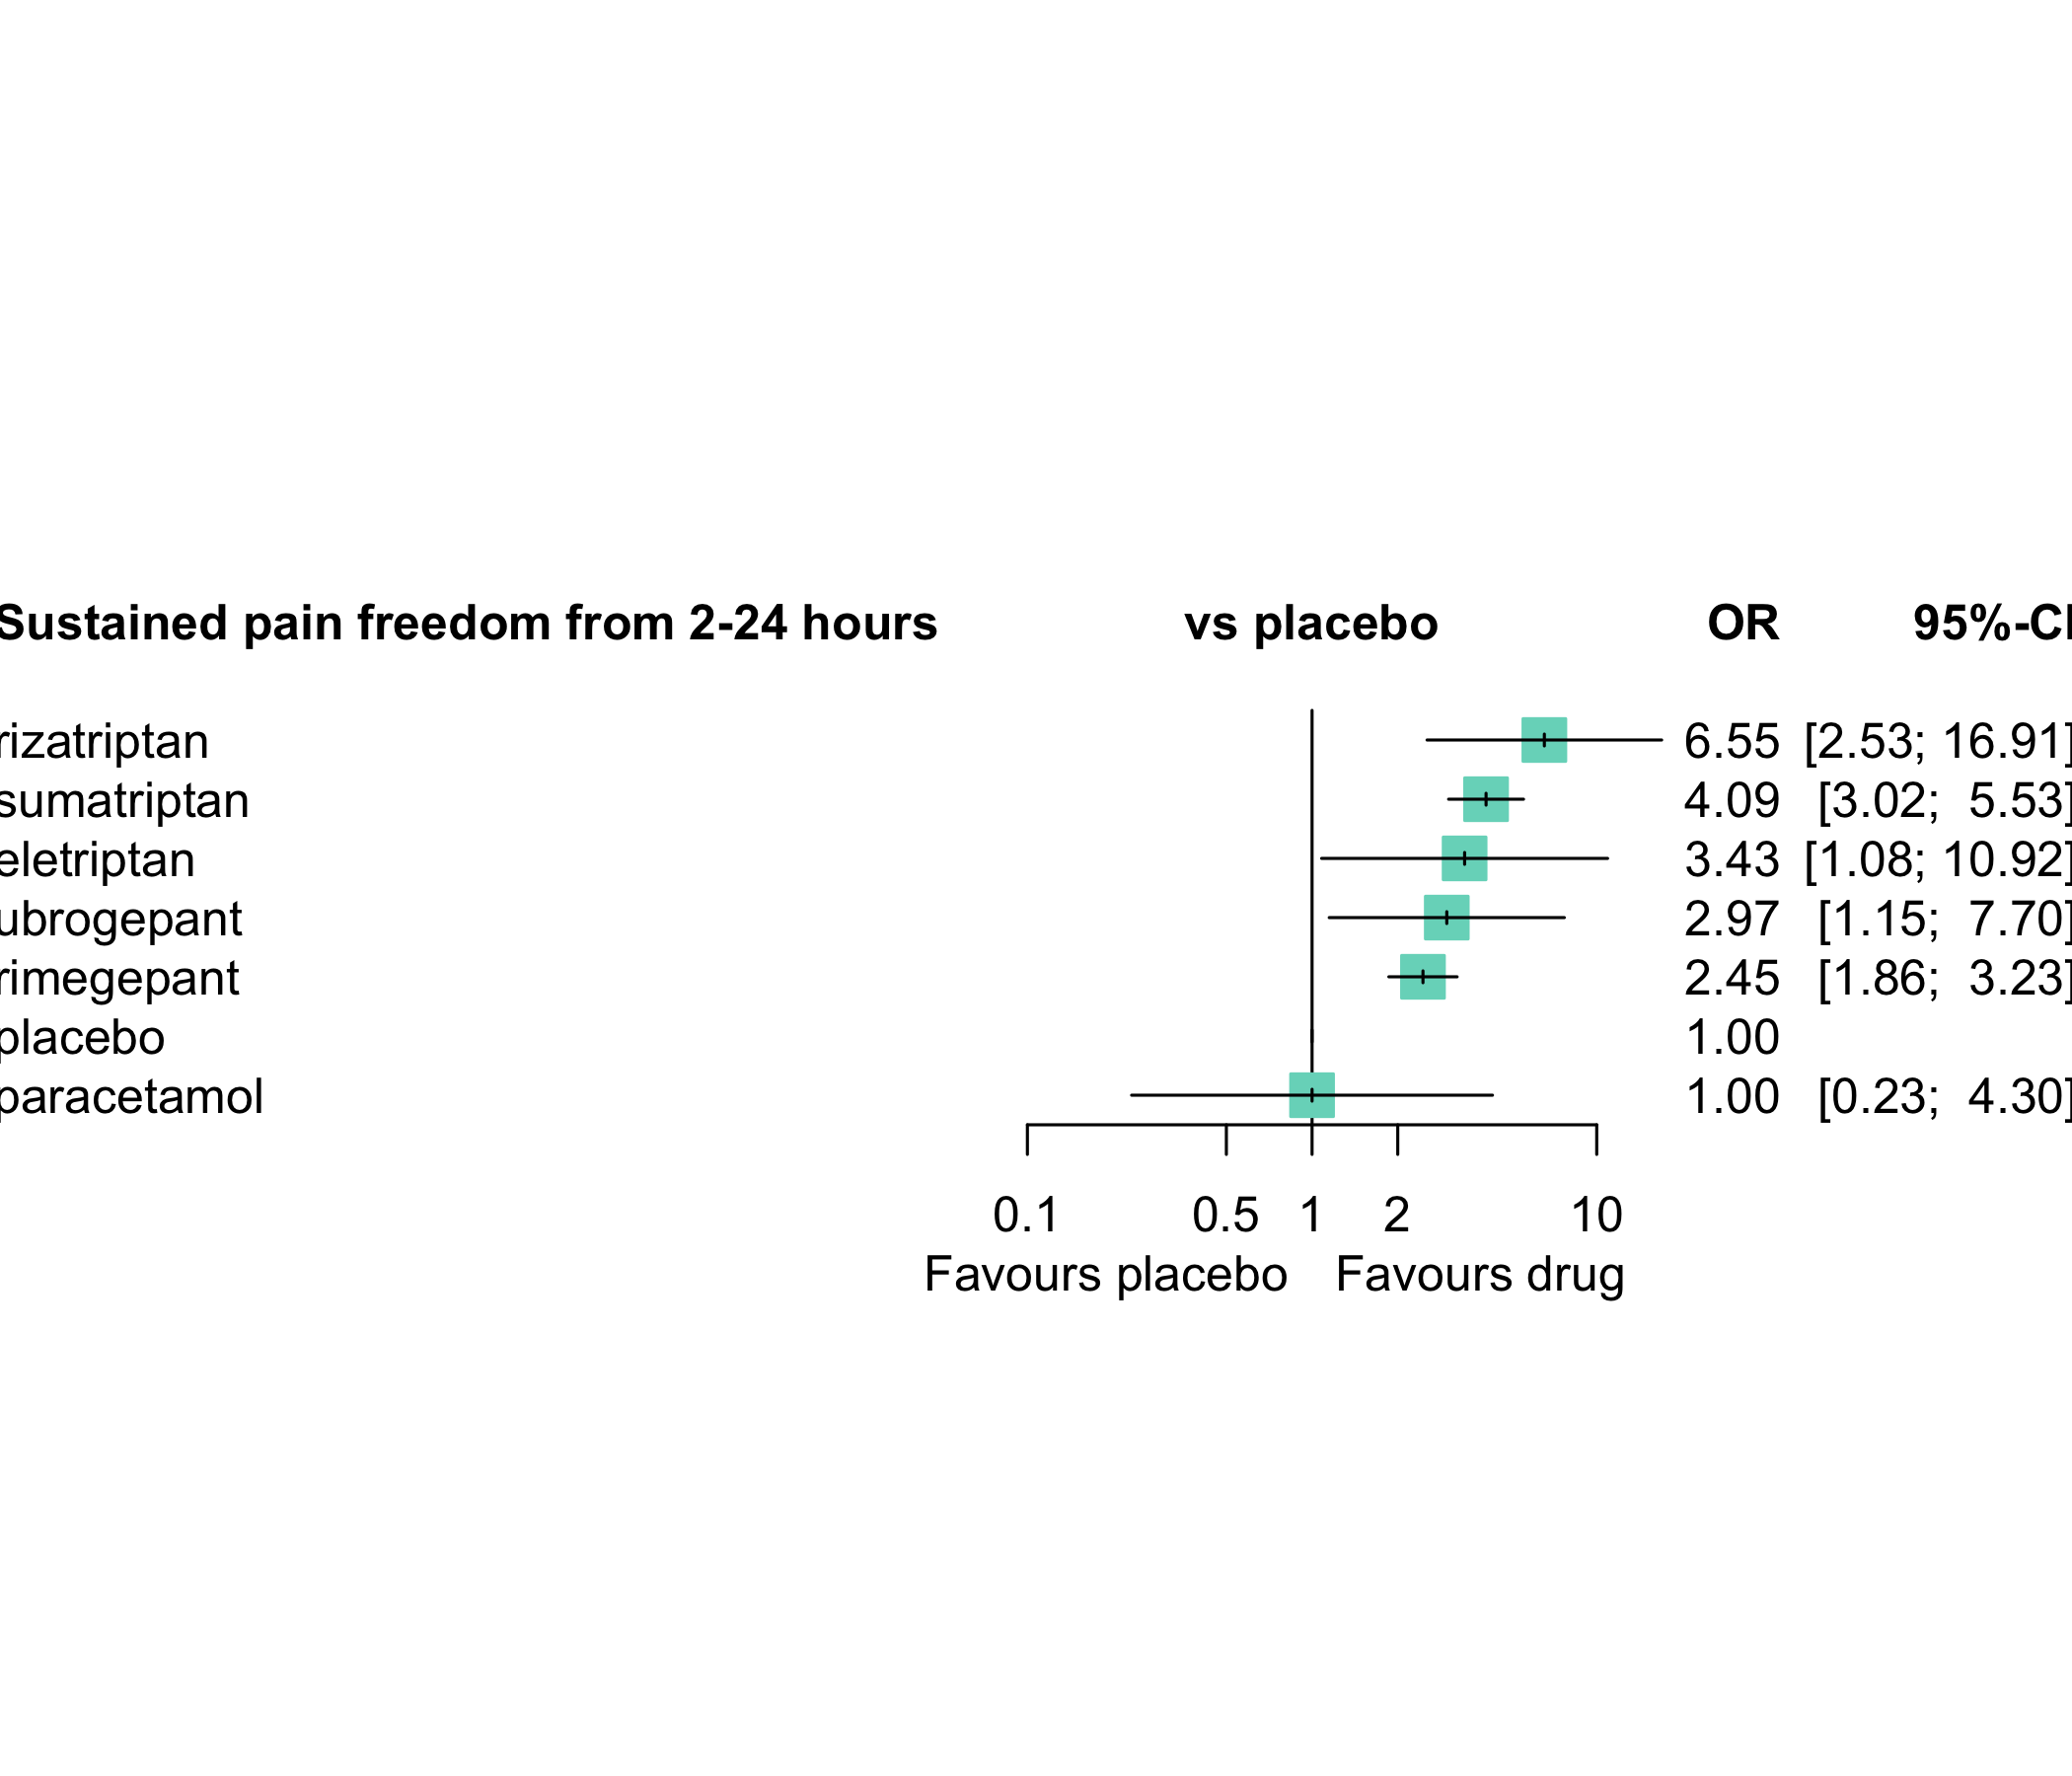 Sustained pain freedom from 2-24 hours vs placebo OR 95%-CI
rizatriptan 6.55 [2.53; 16.91]
sumatriptan 4.09 [3.02; 5.53]
eletriptan 3.43 [1.08; 10.92]
ubrogepant 2.97 [1.15; 7.70]
rimegepant 2.45 [1.86; 3.23]
placebo 1.00
paracetamol 1.00 [0.23; 4.30]
0.1 0.5 1 2 10
Favours placebo Favours drug